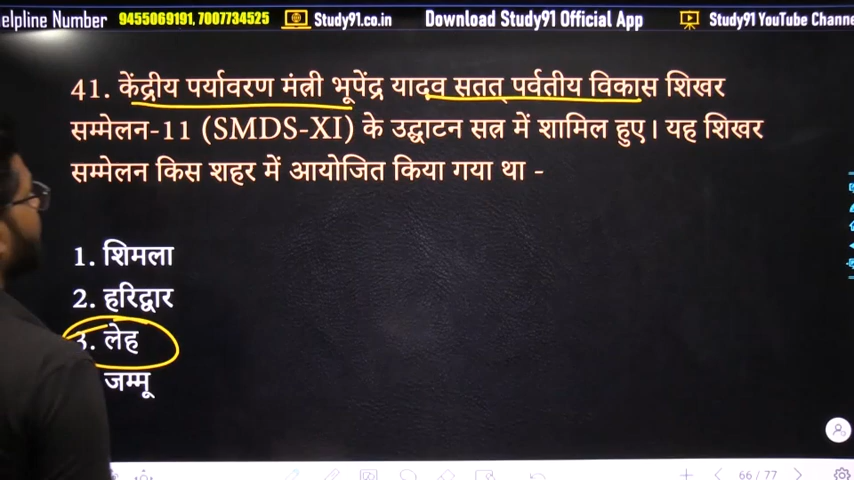 elpline Number 9455069191, 7007734525 Study91.co.in Download Study91 Official App Study91 YouTube Channe
41. केंद्रीय पर्यावरण मंत्री भूपेंद्र यादव सतत् पर्वतीय विकास शिखर
सम्मेलन-11 (SMDS-XI) के उद्घाटन सत्र में शामिल हुए। यह शिखर
सम्मेलन किस शहर में आयोजित किया गया था -
1. शिमला
2. हरिद्वार
3. लेह
जम्मू
66 / 77